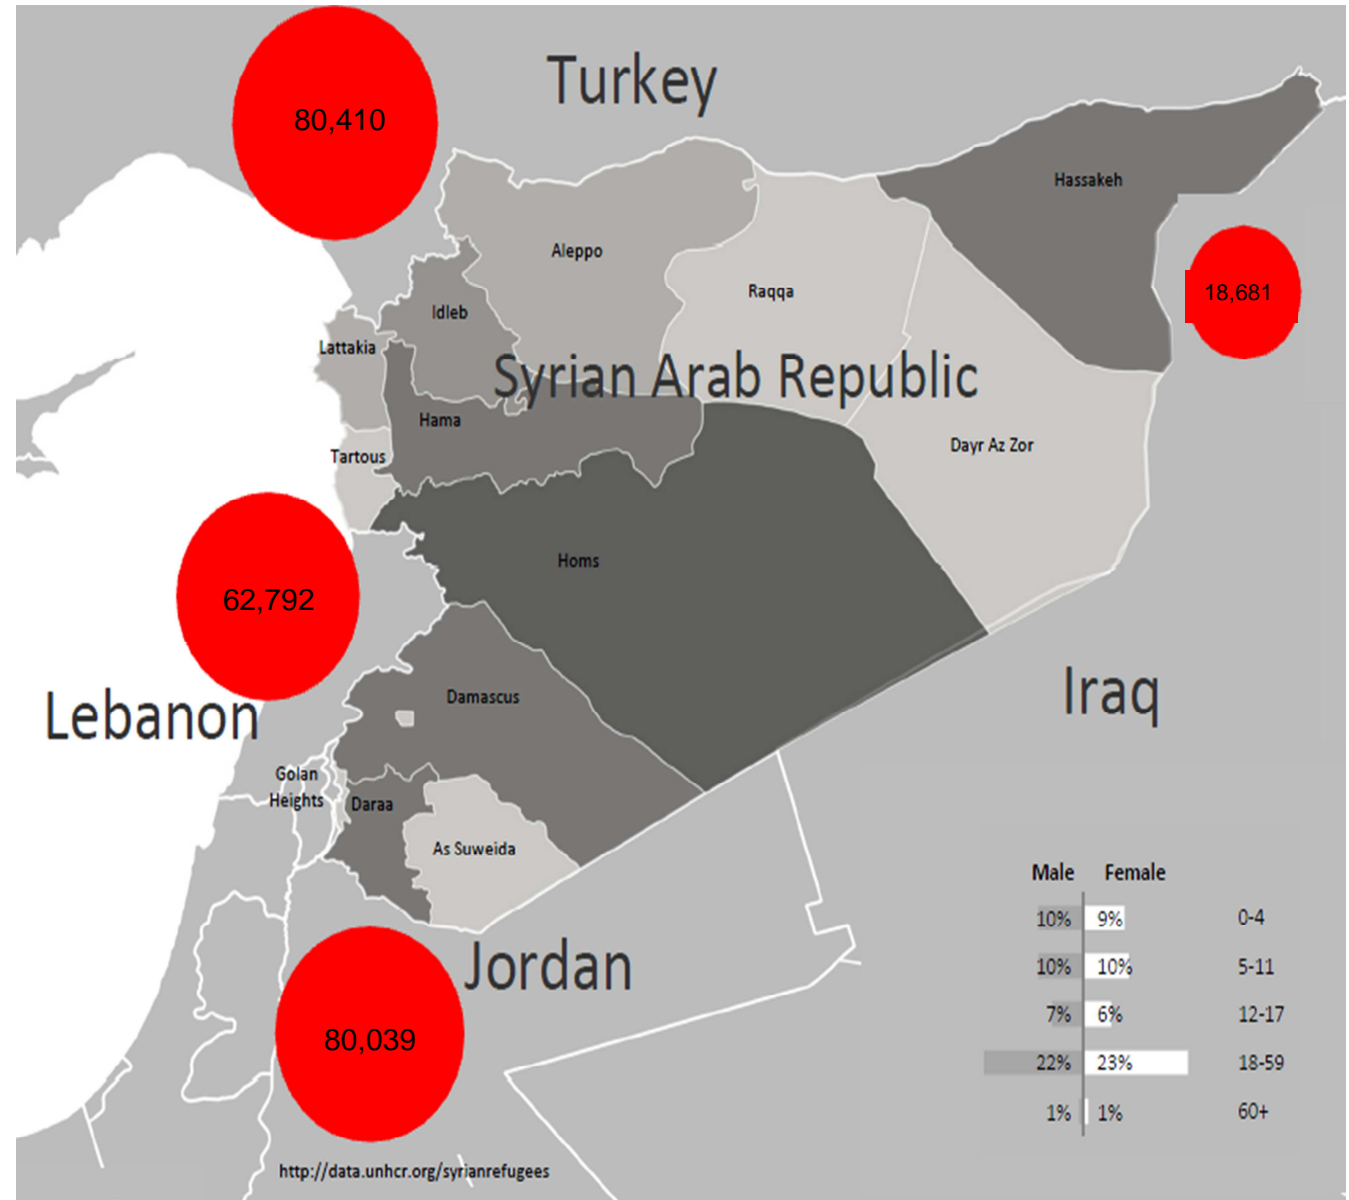 80,410
Turkey
Hassakeh
Aleppo
Raqqa
18,681
Idleb
Lattakia
Syrian Arab Republic
Hama
Dayr Az Zor
Tartous
Homs
62,792
Lebanon
Damascus
Iraq
Golan
Heights
Daraa
As Suweida
Jordan
80,039
Male Female
10% 9% 0-4
10% 10% 5-11
7% 6% 12-17
22% 23% 18-59
1% 1% 60+
http://data.unhcr.org/syrianrefugees